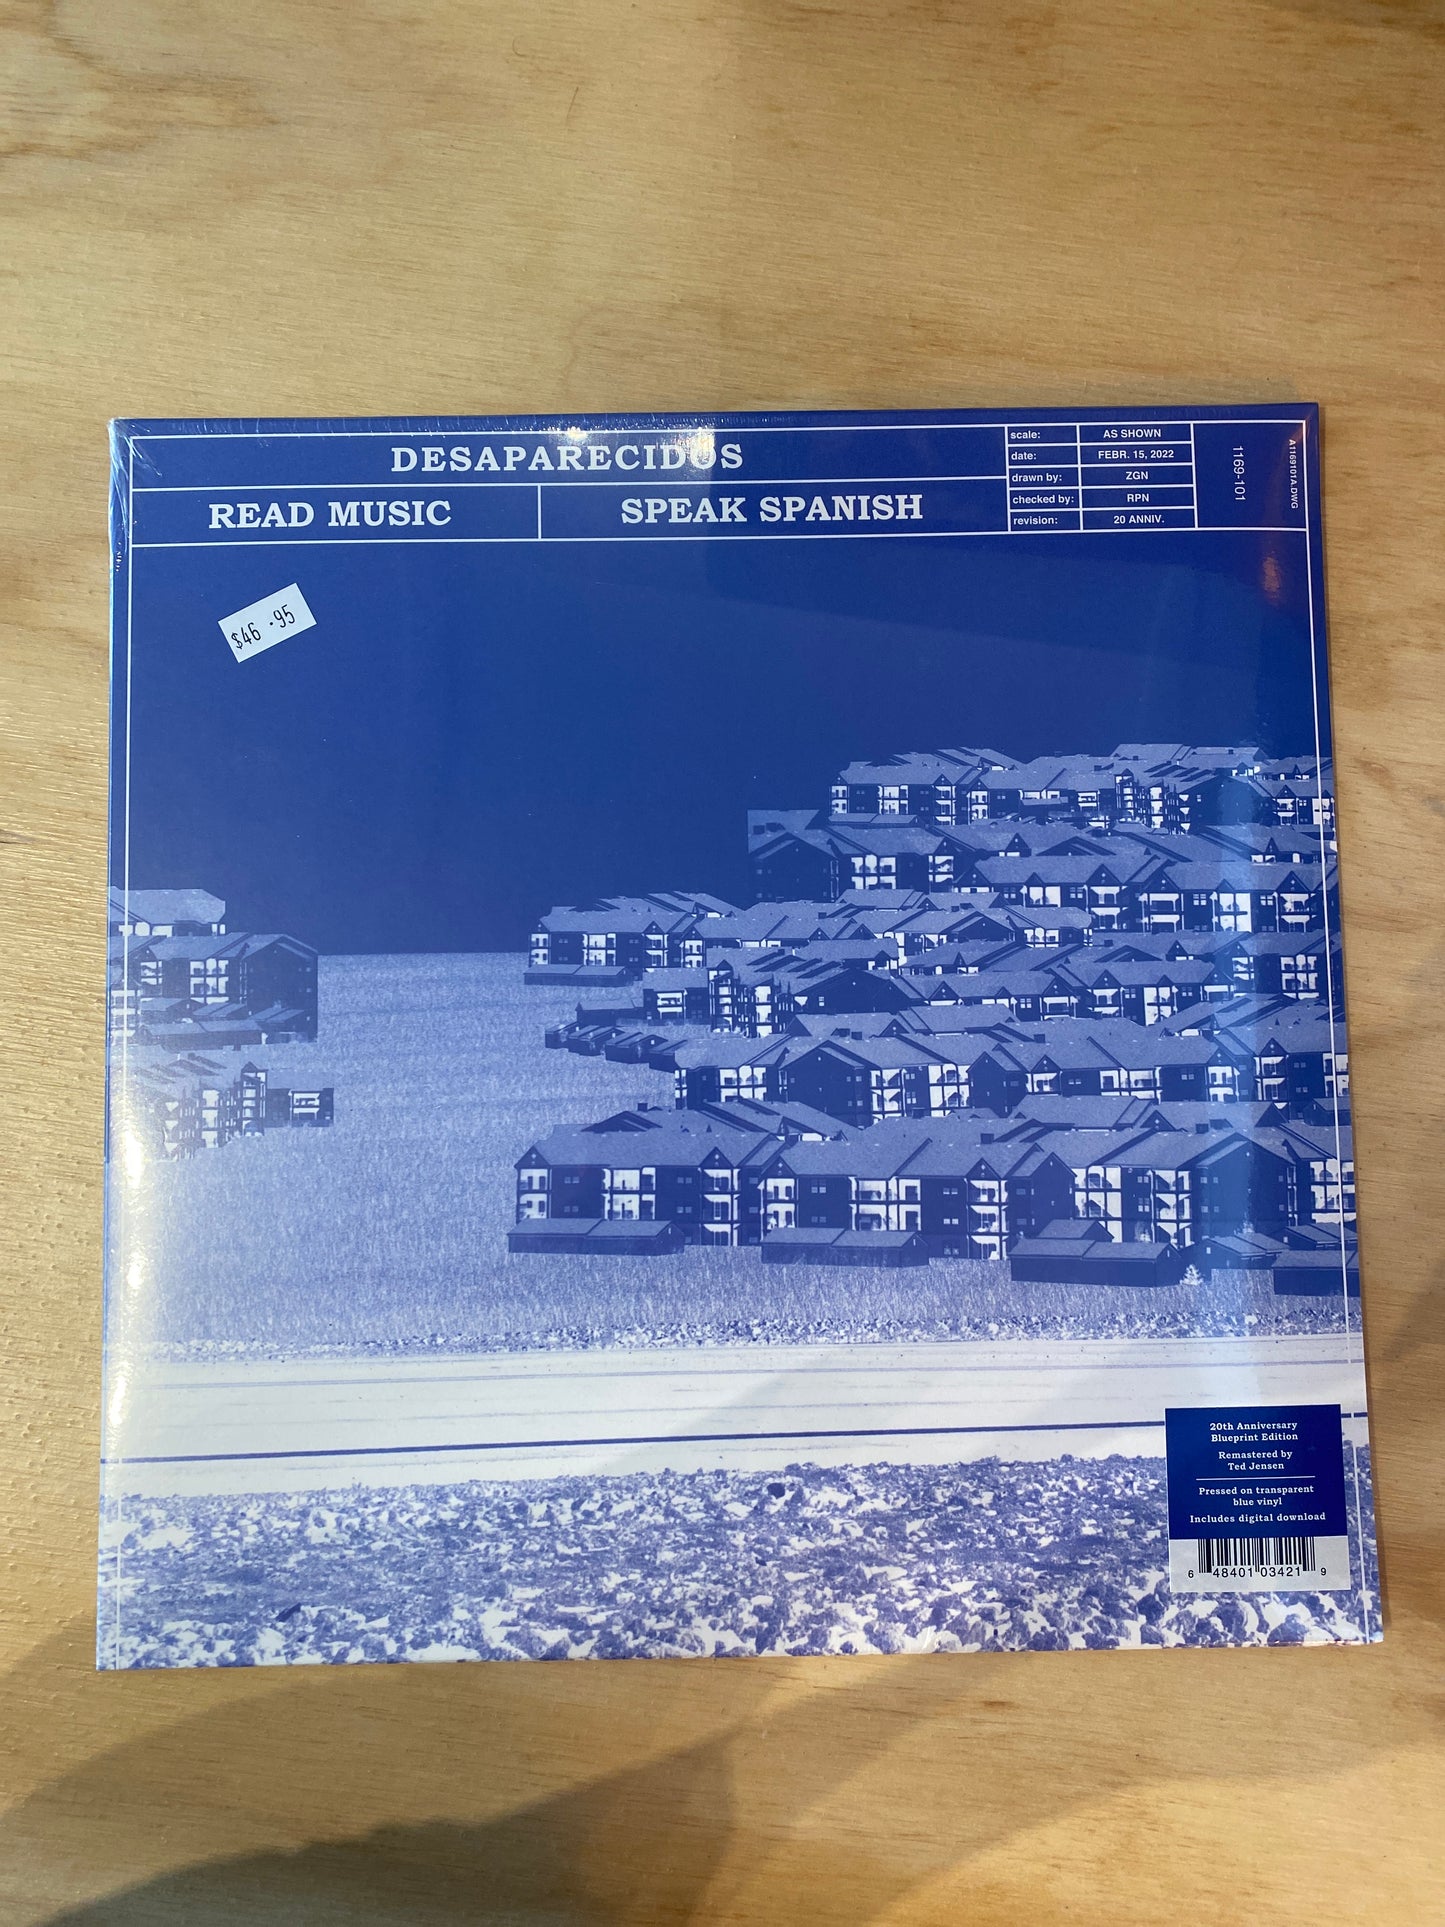 DESAPARECIDOS
READ MUSIC
SPEAK SPANISH
scale: AS SHOWN
date: FEBR. 15, 2022
drawn by: ZGN
checked by: RPN
revision: 20 ANNIV.
1169-101
A1169101A.DWG
$46.95
20th Anniversary
Blueprint Edition
Remastered by
Ted Jensen
Pressed on transparent
blue vinyl
Includes digital download
6 48401 03421 9